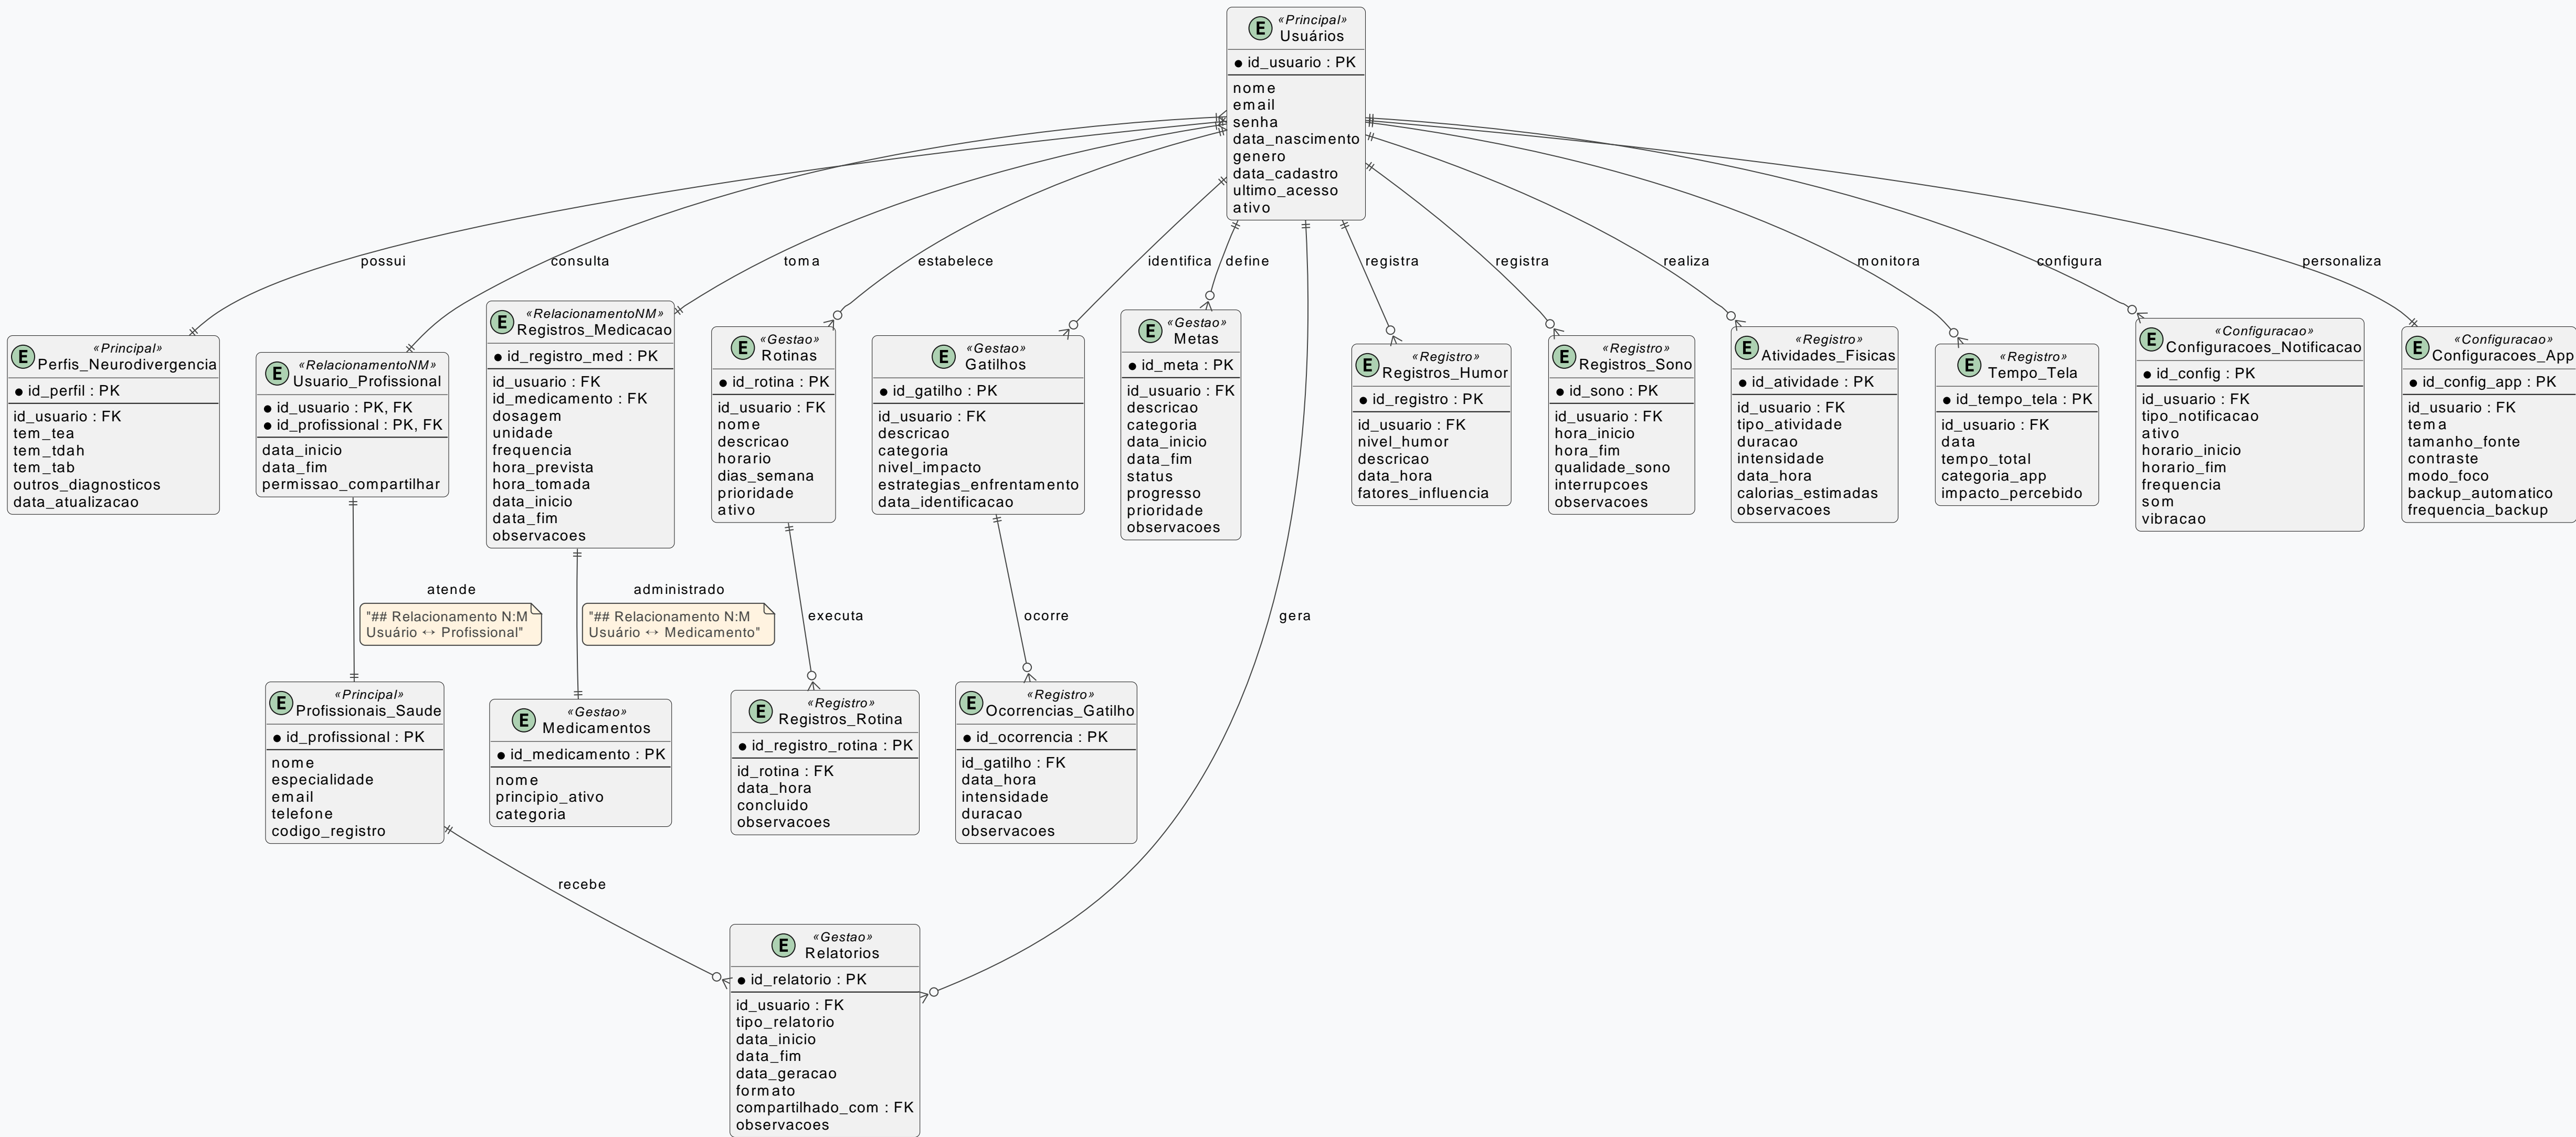 «Principal»
Usuários
id_usuario : PK
nome
email
senha
data_nascimento
genero
data_cadastro
ultimo_acesso
ativo
possui
consulta
toma
estabelece
identifica
define
registra
registra
realiza
monitora
configura
personaliza
«Principal»
Perfis_Neurodivergencia
id_perfil : PK
id_usuario : FK
tem_tea
tem_tdah
tem_tab
outros_diagnosticos
data_atualizacao
«RelacionamentoNM»
Usuario_Profissional
id_usuario : PK, FK
id_profissional : PK, FK
data_inicio
data_fim
permissao_compartilhar
«RelacionamentoNM»
Registros_Medicacao
id_registro_med : PK
id_usuario : FK
id_medicamento : FK
dosagem
unidade
frequencia
hora_prevista
hora_tomada
data_inicio
data_fim
observacoes
«Gestao»
Rotinas
id_rotina : PK
id_usuario : FK
nome
descricao
horario
dias_semana
prioridade
ativo
«Gestao»
Gatilhos
id_gatilho : PK
id_usuario : FK
descricao
categoria
nivel_impacto
estrategias_enfrentamento
data_identificacao
«Gestao»
Metas
id_meta : PK
id_usuario : FK
descricao
categoria
data_inicio
data_fim
status
progresso
prioridade
observacoes
«Registro»
Registros_Humor
id_registro : PK
id_usuario : FK
nivel_humor
descricao
data_hora
fatores_influencia
«Registro»
Registros_Sono
id_sono : PK
id_usuario : FK
hora_inicio
hora_fim
qualidade_sono
interrupcoes
observacoes
«Registro»
Atividades_Fisicas
id_atividade : PK
id_usuario : FK
tipo_atividade
duracao
intensidade
data_hora
calorias_estimadas
observacoes
«Registro»
Tempo_Tela
id_tempo_tela : PK
id_usuario : FK
data
tempo_total
categoria_app
impacto_percebido
«Configuracao»
Configuracoes_Notificacao
id_config : PK
id_usuario : FK
tipo_notificacao
ativo
horario_inicio
horario_fim
frequencia
som
vibracao
«Configuracao»
Configuracoes_App
id_config_app : PK
id_usuario : FK
tema
tamanho_fonte
contraste
modo_foco
backup_automatico
frequencia_backup
atende
"## Relacionamento N:M
Usuário ↔ Profissional"
administrado
"## Relacionamento N:M
Usuário ↔ Medicamento"
executa
ocorre
gera
«Principal»
Profissionais_Saude
id_profissional : PK
nome
especialidade
email
telefone
codigo_registro
«Gestao»
Medicamentos
id_medicamento : PK
nome
principio_ativo
categoria
«Registro»
Registros_Rotina
id_registro_rotina : PK
id_rotina : FK
data_hora
concluido
observacoes
«Registro»
Ocorrencias_Gatilho
id_ocorrencia : PK
id_gatilho : FK
data_hora
intensidade
duracao
observacoes
recebe
«Gestao»
Relatorios
id_relatorio : PK
id_usuario : FK
tipo_relatorio
data_inicio
data_fim
data_geracao
formato
compartilhado_com : FK
observacoes